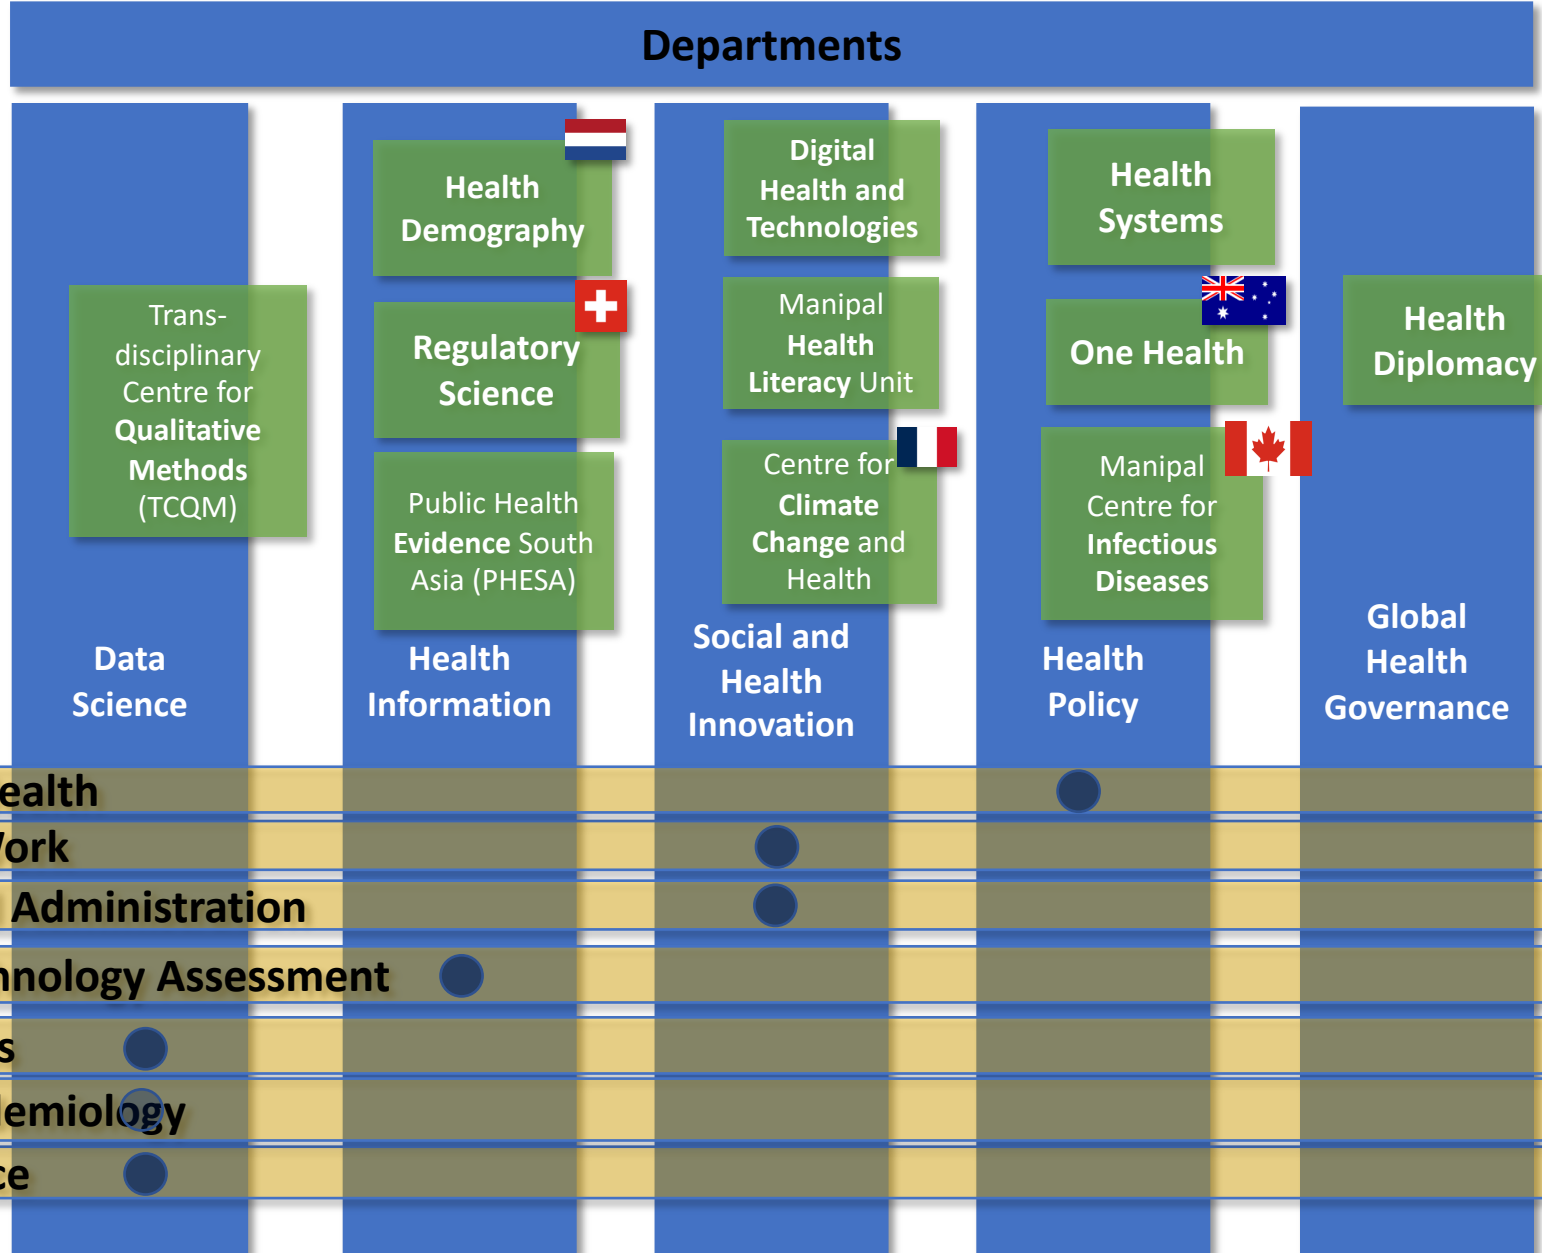 Departments
Trans-
disciplinary
Centre for
Qualitative
Methods
(TCQM)
Data
Science
Health
Demography
Regulatory
Science
Public Health
Evidence South
Asia (PHESA)
Health
Information
Digital
Health and
Technologies
Manipal
Health
Literacy Unit
Centre for
Climate
Change and
Health
Social and
Health
Innovation
Health
Systems
One Health
Manipal
Centre for
Infectious
Diseases
Health
Policy
Health
Diplomacy
Global
Health
Governance
ealth
Work
Administration
hnology Assessment
s
demiology
ce